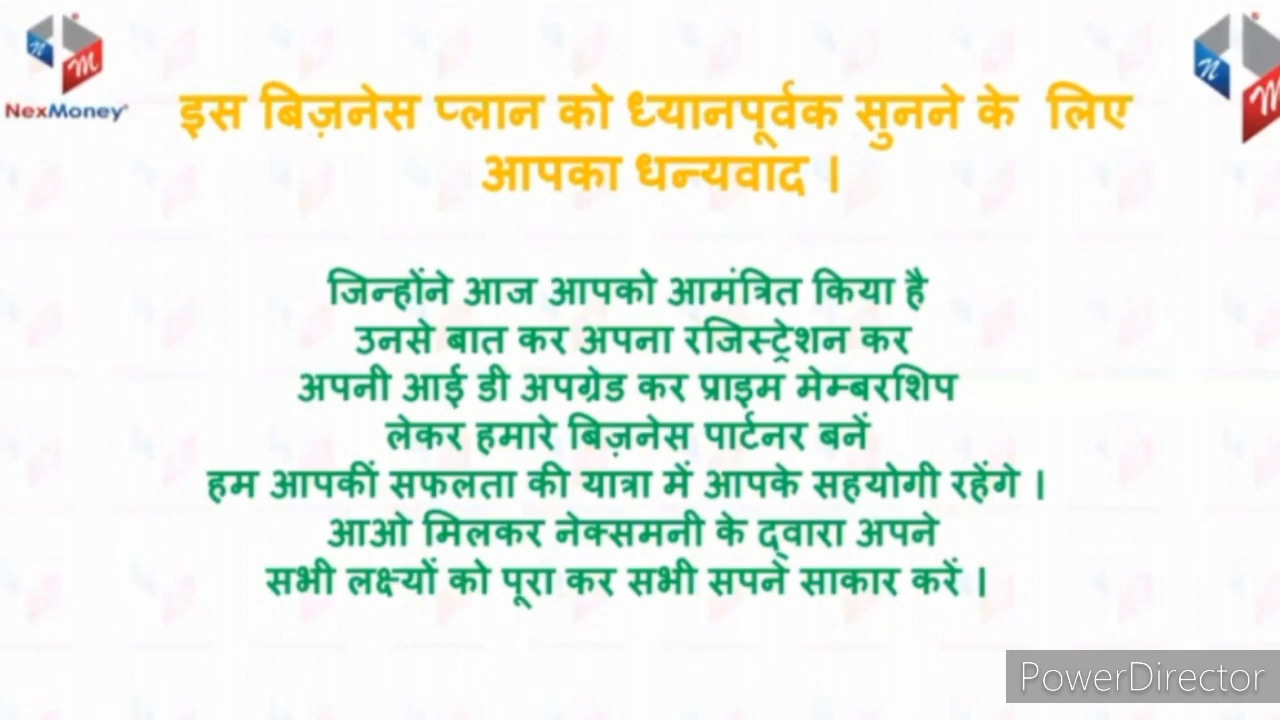 NexMoney®
इस बिज़नेस प्लान को ध्यानपूर्वक सुनने के लिए
आपका धन्यवाद ।
जिन्होंने आज आपको आमंत्रित किया है
उनसे बात कर अपना रजिस्ट्रेशन कर
अपनी आई डी अपग्रेड कर प्राइम मेम्बरशिप
लेकर हमारे बिज़नेस पार्टनर बनें
हम आपकीं सफलता की यात्रा में आपके सहयोगी रहेंगे ।
आओ मिलकर नेक्समनी के द्वारा अपने
सभी लक्ष्यों को पूरा कर सभी सपने साकार करें ।
PowerDirector